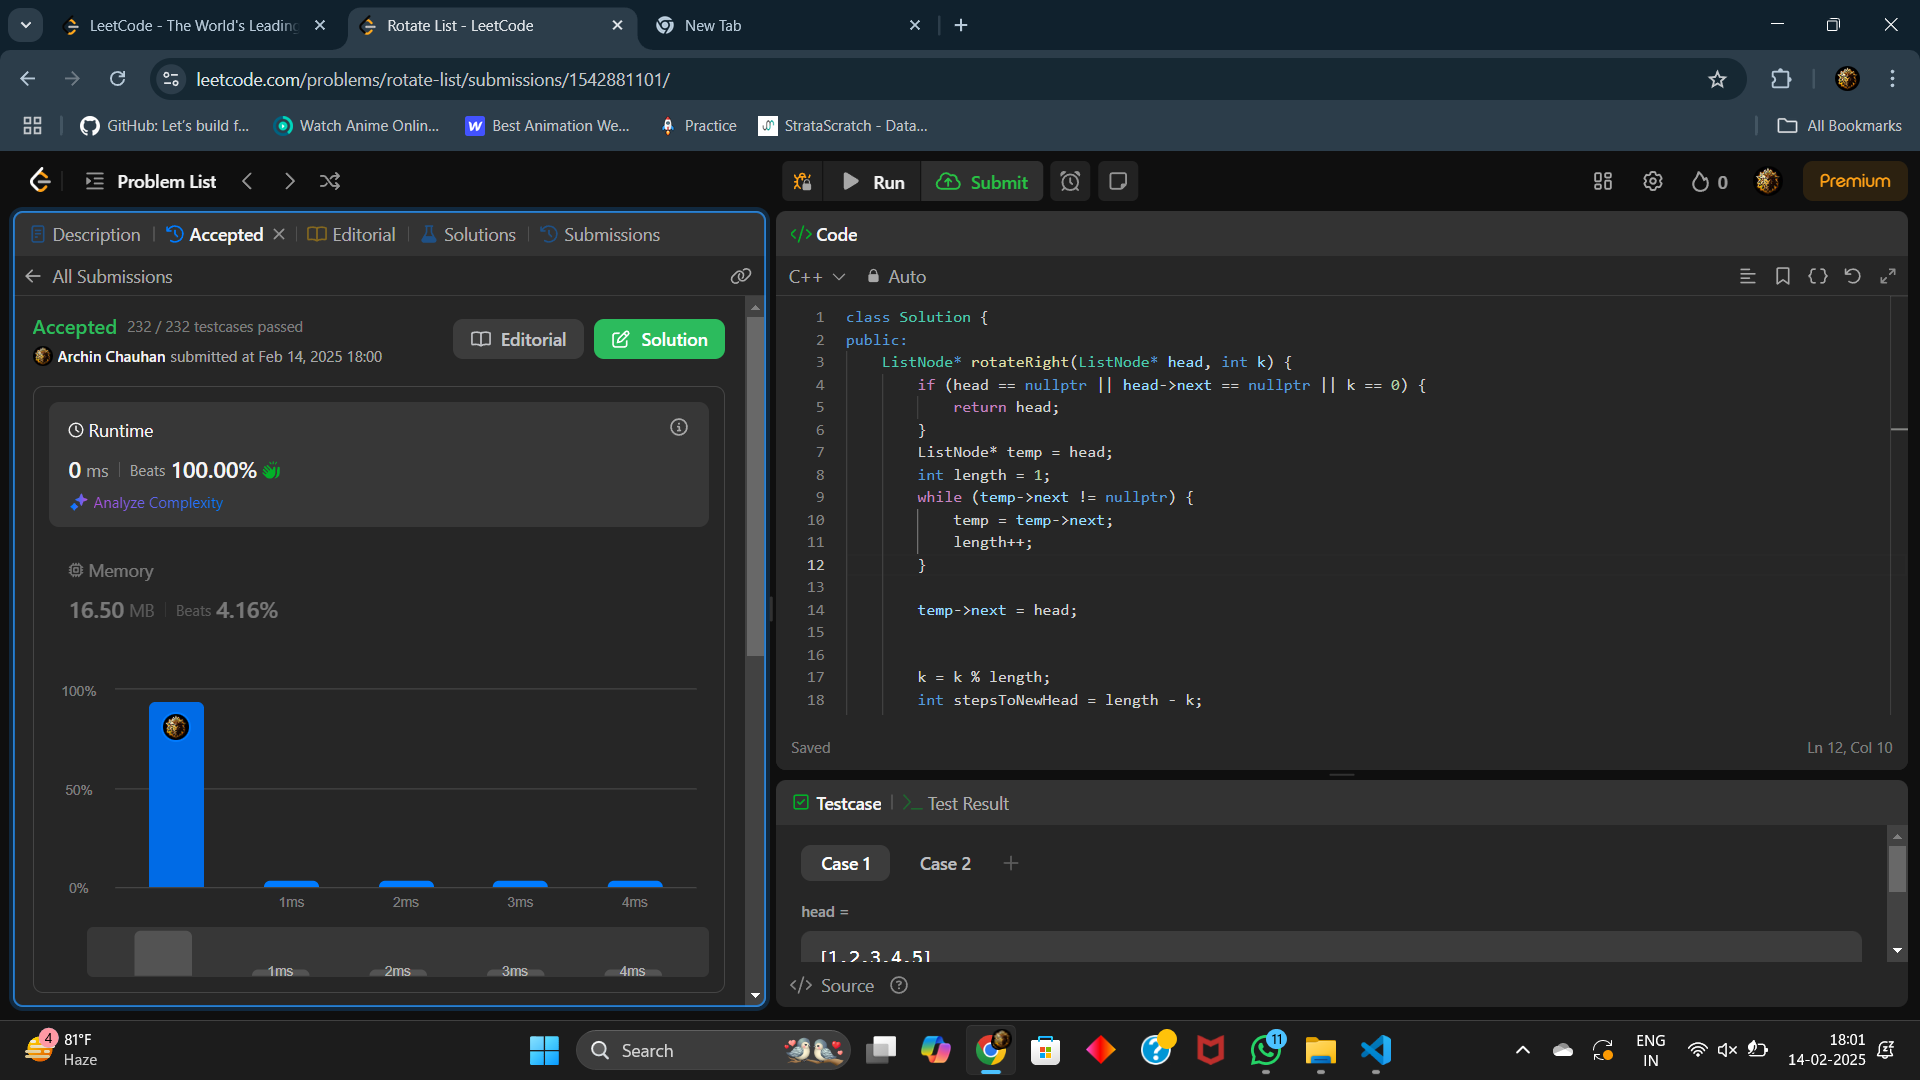 LeetCode - The World's Leading
Rotate List - LeetCode
New Tab
leetcode.com/problems/rotate-list/submissions/1542881101/
GitHub: Let's build f...
Watch Anime Onlin...
W Best Animation We...
Practice
StrataScratch - Data...
All Bookmarks
Problem List
Run
Submit
0
Premium
Description
Accepted
Editorial
Solutions
Submissions
All Submissions
Accepted 232 / 232 testcases passed
Archin Chauhan submitted at Feb 14, 2025 18:00
Editorial
Solution
Runtime
0 ms Beats 100.00%
Analyze Complexity
Memory
16.50 MB Beats 4.16%
100%
50%
0%
1ms 2ms 3ms 4ms
1ms 2ms 3ms 4ms
</> Code
C++ Auto
1 class Solution {
2 public:
3 ListNode* rotateRight(ListNode* head, int k) {
4 if (head == nullptr || head->next == nullptr || k == 0) {
5 return head;
6 }
7 ListNode* temp = head;
8 int length = 1;
9 while (temp->next != nullptr) {
10 temp = temp->next;
11 length++;
12 }
13
14 temp->next = head;
15
16
17 k = k % length;
18 int stepsToNewHead = length - k;
Saved
Ln 12, Col 10
Testcase
>_ Test Result
Case 1 Case 2 +
head =
[1,2,3,4,5]
</> Source
4
81°F
Haze
Search
11
ENG
IN
18:01
14-02-2025